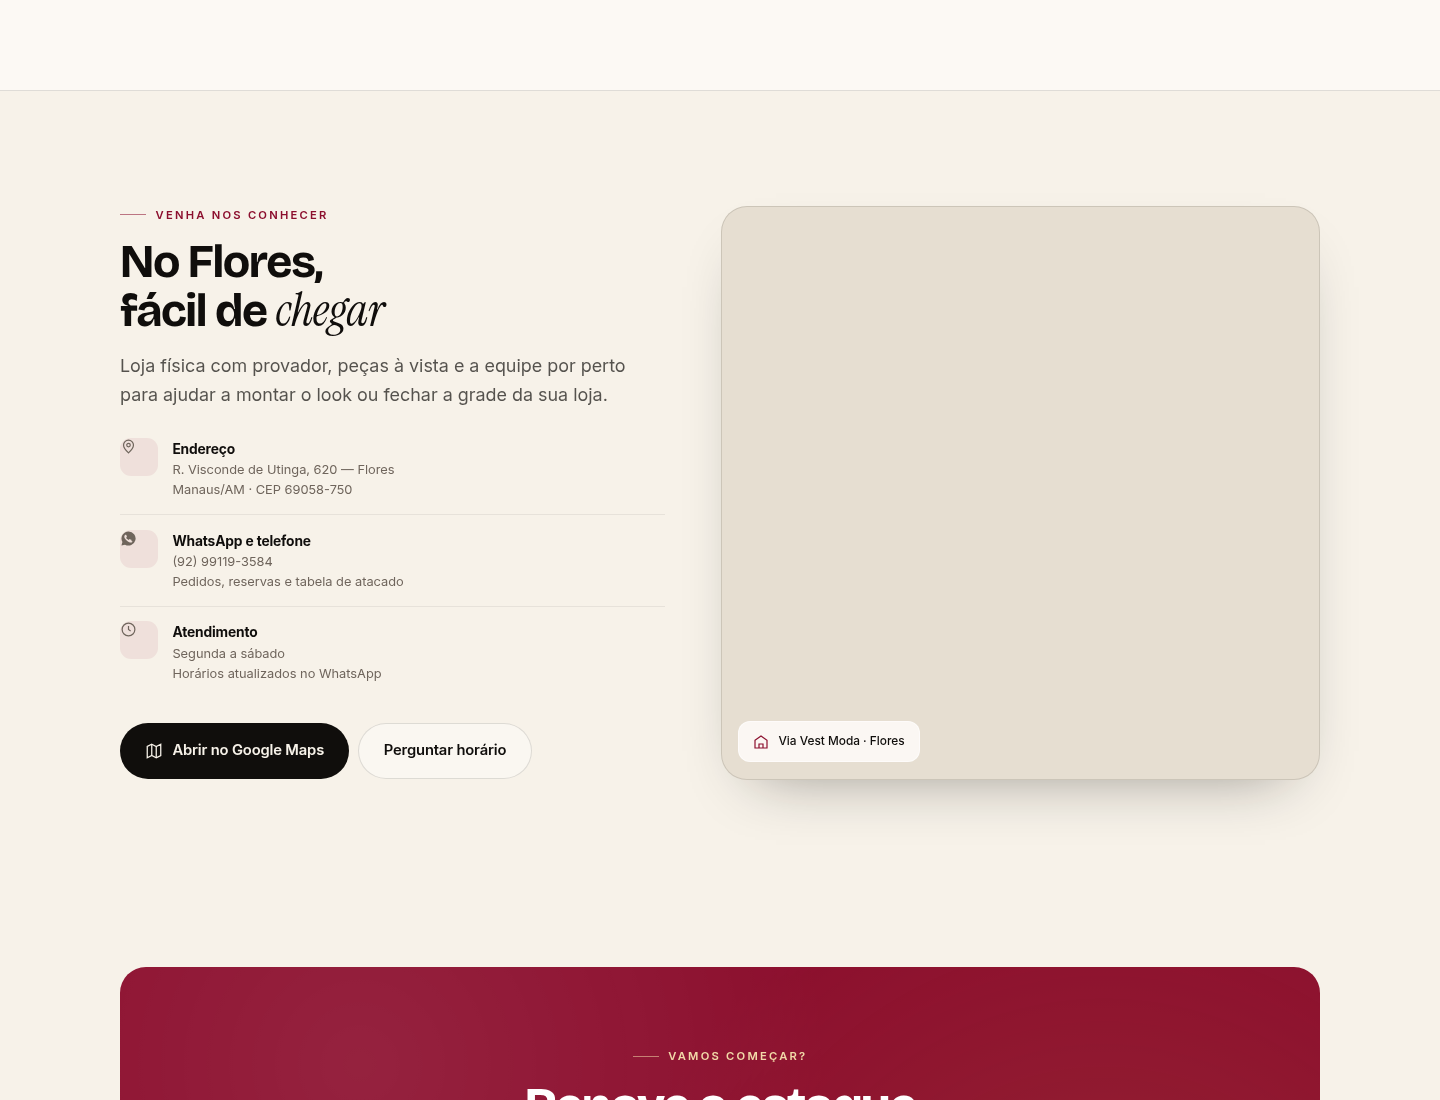 VENHA NOS CONHECER
No Flores,
fácil de chegar
Loja física com provador, peças à vista e a equipe por perto
para ajudar a montar o look ou fechar a grade da sua loja.
Endereço
R. Visconde de Utinga, 620 — Flores
Manaus/AM · CEP 69058-750
WhatsApp e telefone
(92) 99119-3584
Pedidos, reservas e tabela de atacado
Atendimento
Segunda a sábado
Horários atualizados no WhatsApp
Abrir no Google Maps
Perguntar horário
Via Vest Moda · Flores
VAMOS COMEÇAR?
Renove o estoque